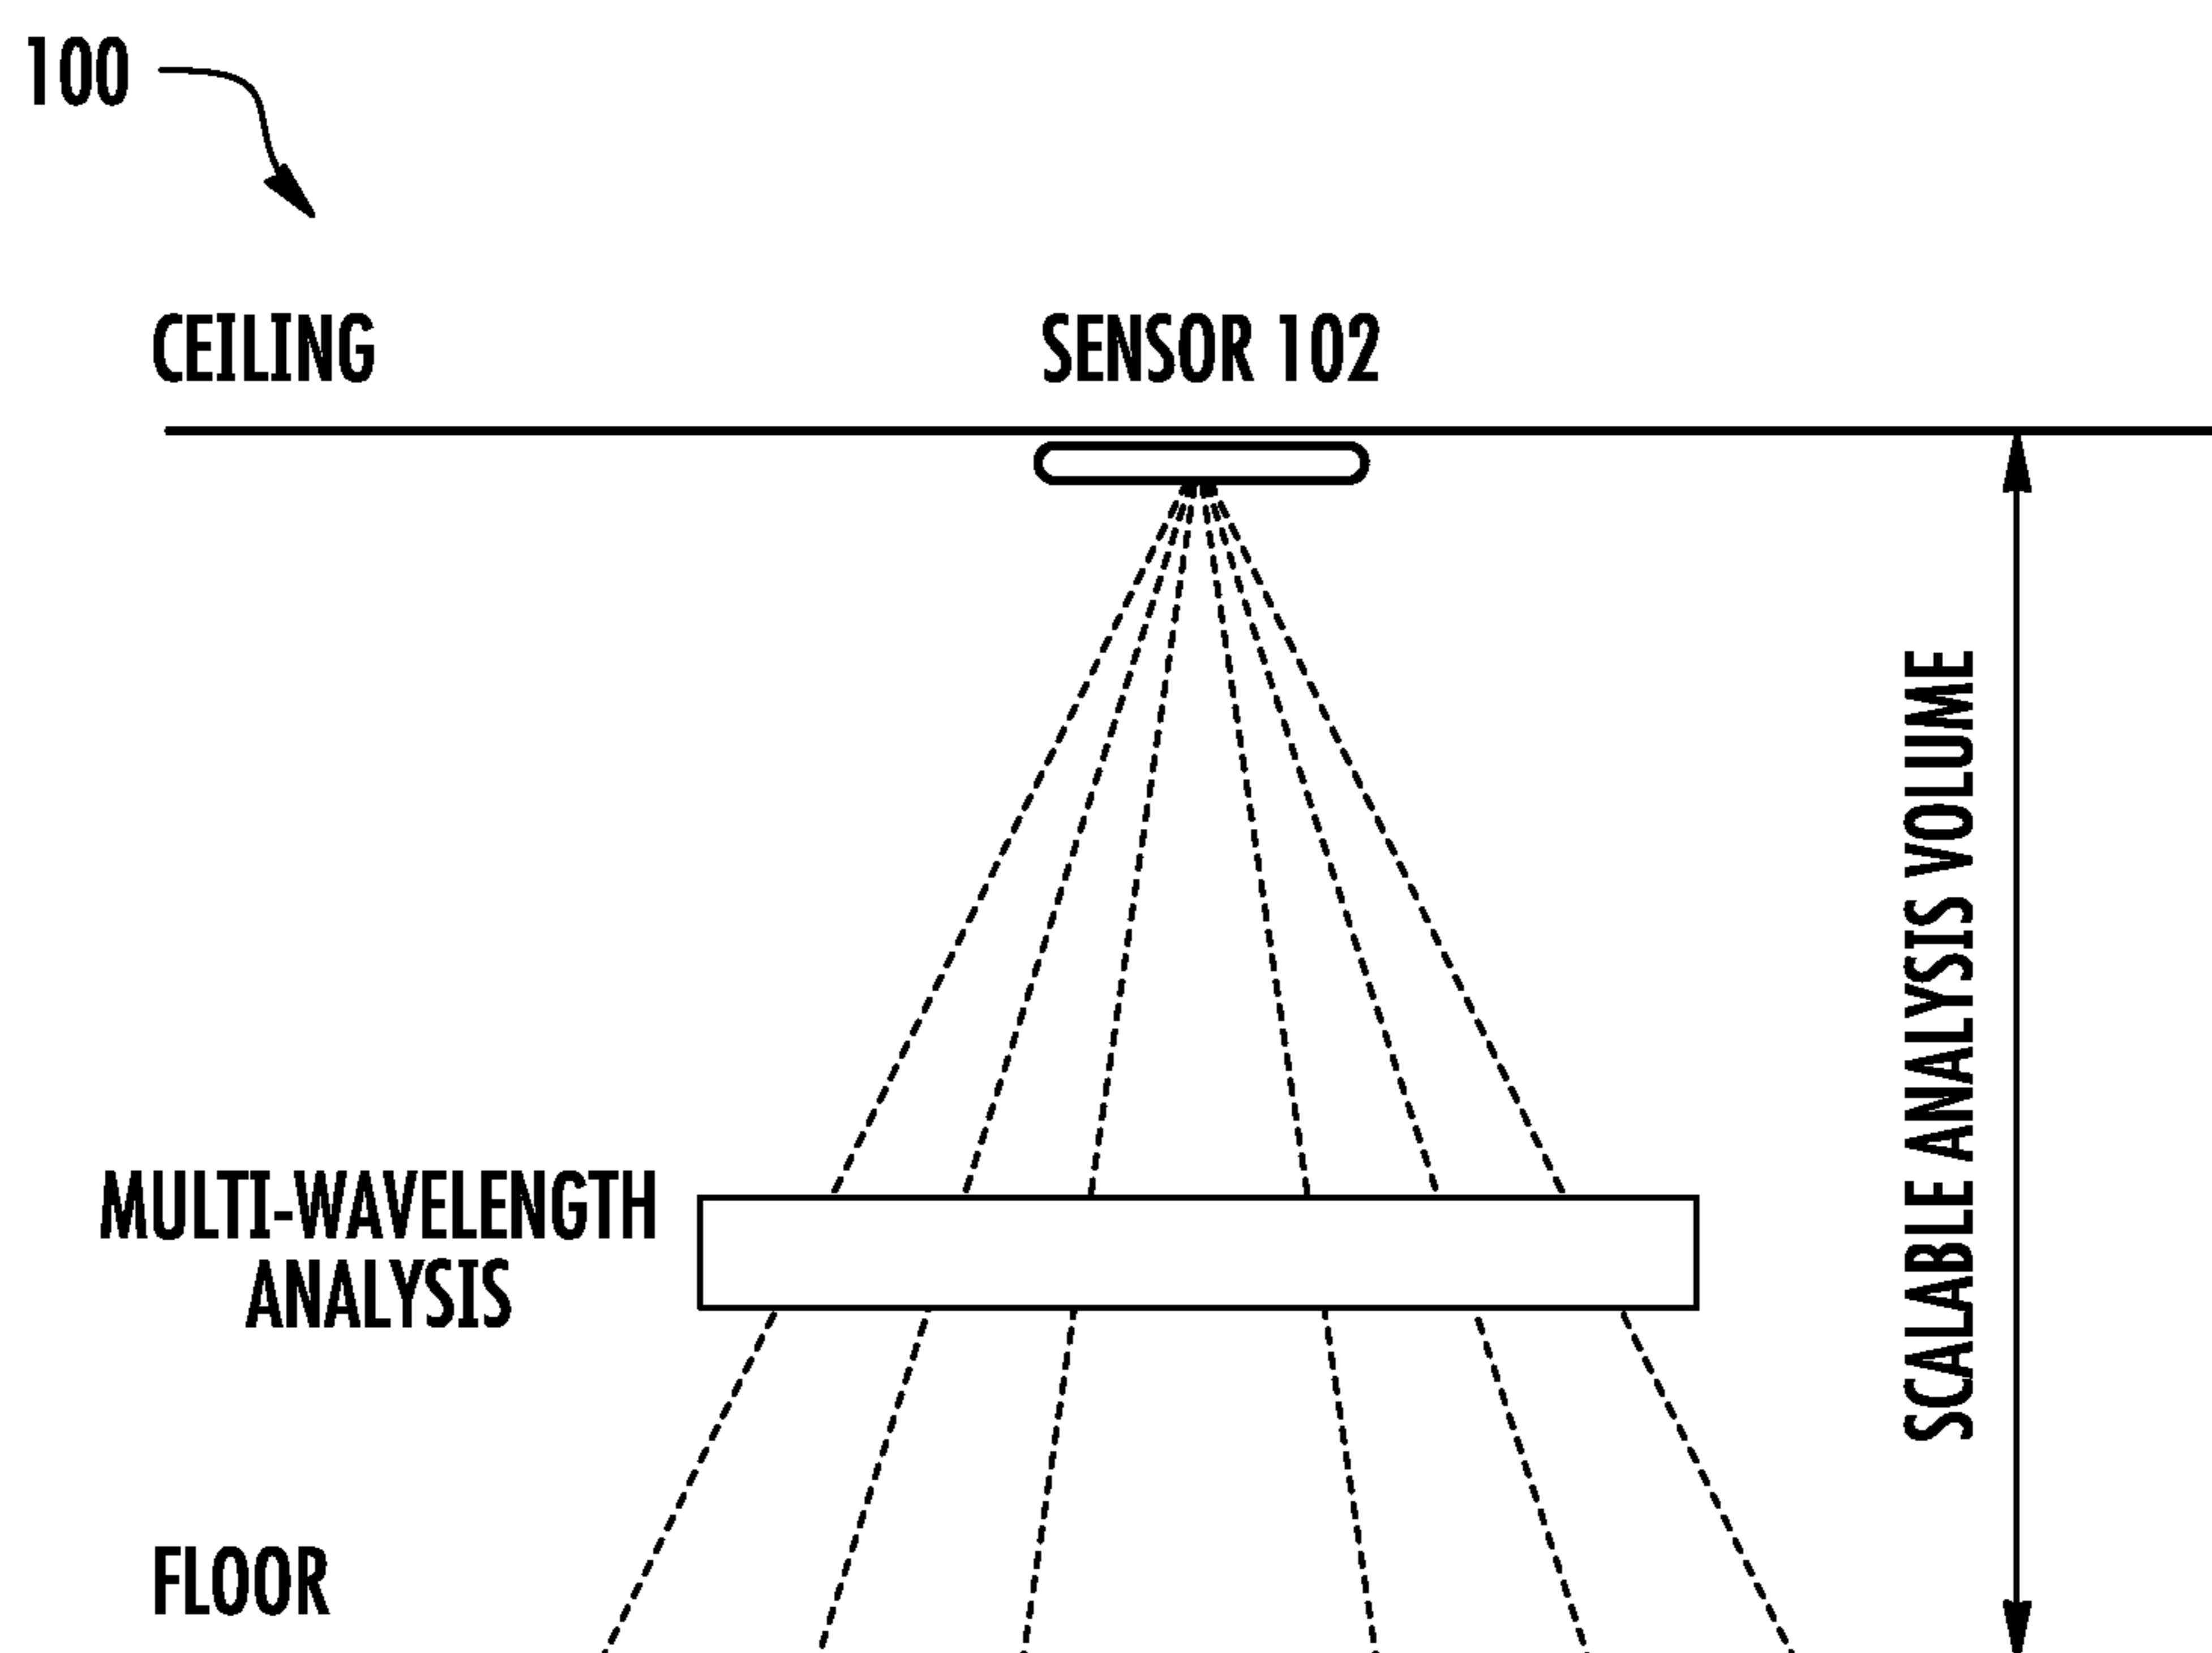 100
CEILING
SENSOR 102
SCALABLE ANALYSIS VOLUME
MULTI-WAVELENGTH
ANALYSIS
FLOOR